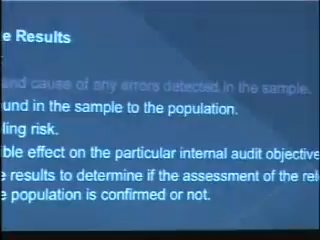 e Results
and cause of any errors detected in the sample.
und in the sample to the population.
ling risk.
ible effect on the particular internal audit objective
e results to determine if the assessment of the rel
e population is confirmed or not.